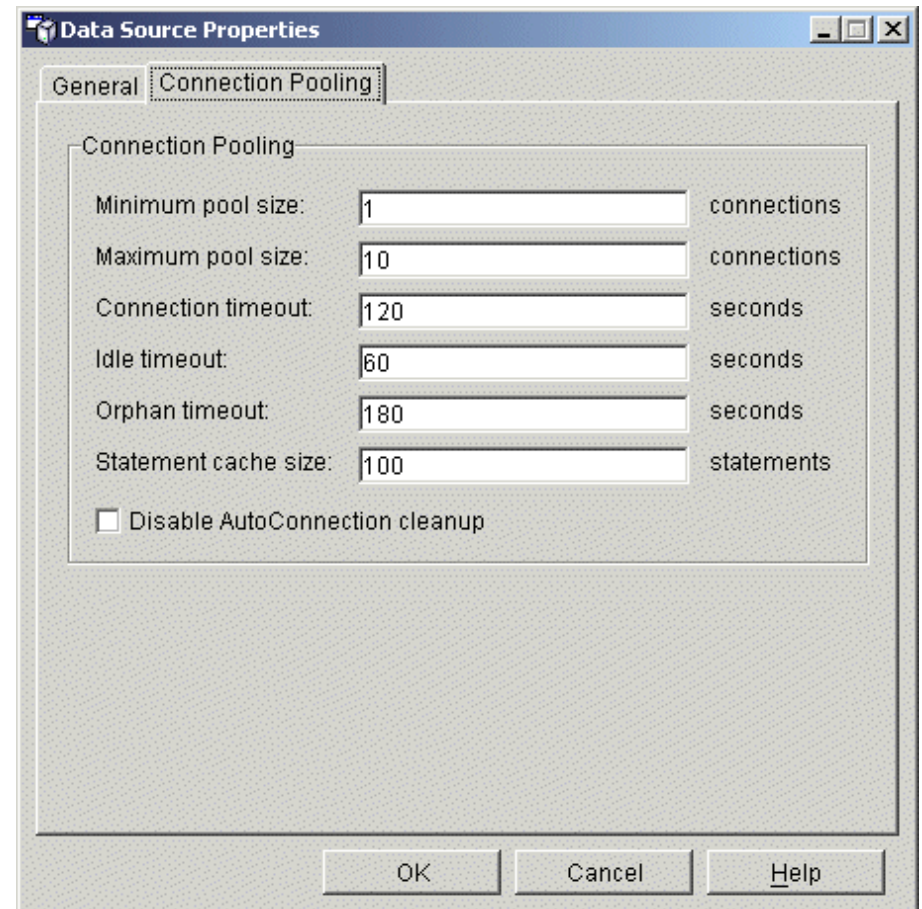 Data Source Properties
General Connection Pooling
Connection Pooling
Minimum pool size: 1 connections
Maximum pool size: 10 connections
Connection timeout: 120 seconds
Idle timeout: 60 seconds
Orphan timeout: 180 seconds
Statement cache size: 100 statements
Disable AutoConnection cleanup
OK Cancel Help